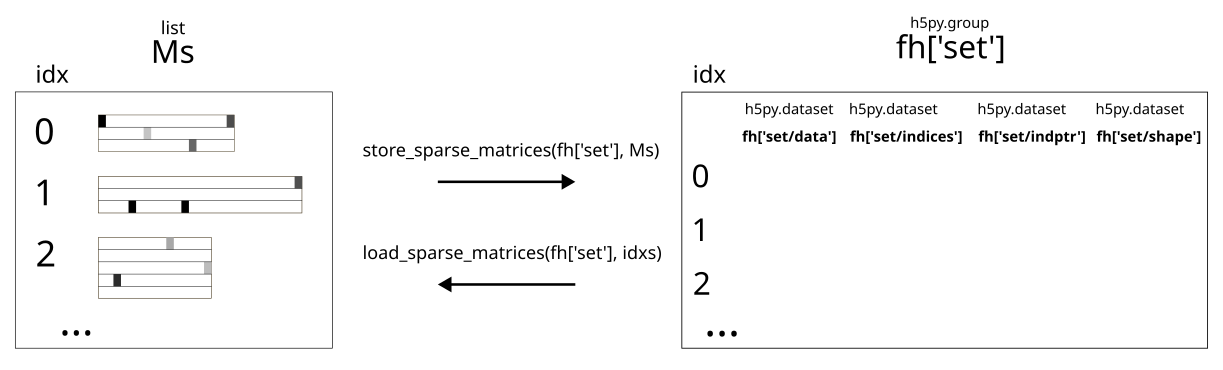 list
Ms
idx
0
1
2
...
store_sparse_matrices(fh['set'], Ms)
load_sparse_matrices(fh['set'], idxs)
h5py.group
fh['set']
idx
h5py.dataset h5py.dataset h5py.dataset h5py.dataset
fh['set/data'] fh['set/indices'] fh['set/indptr'] fh['set/shape']
0
1
2
...